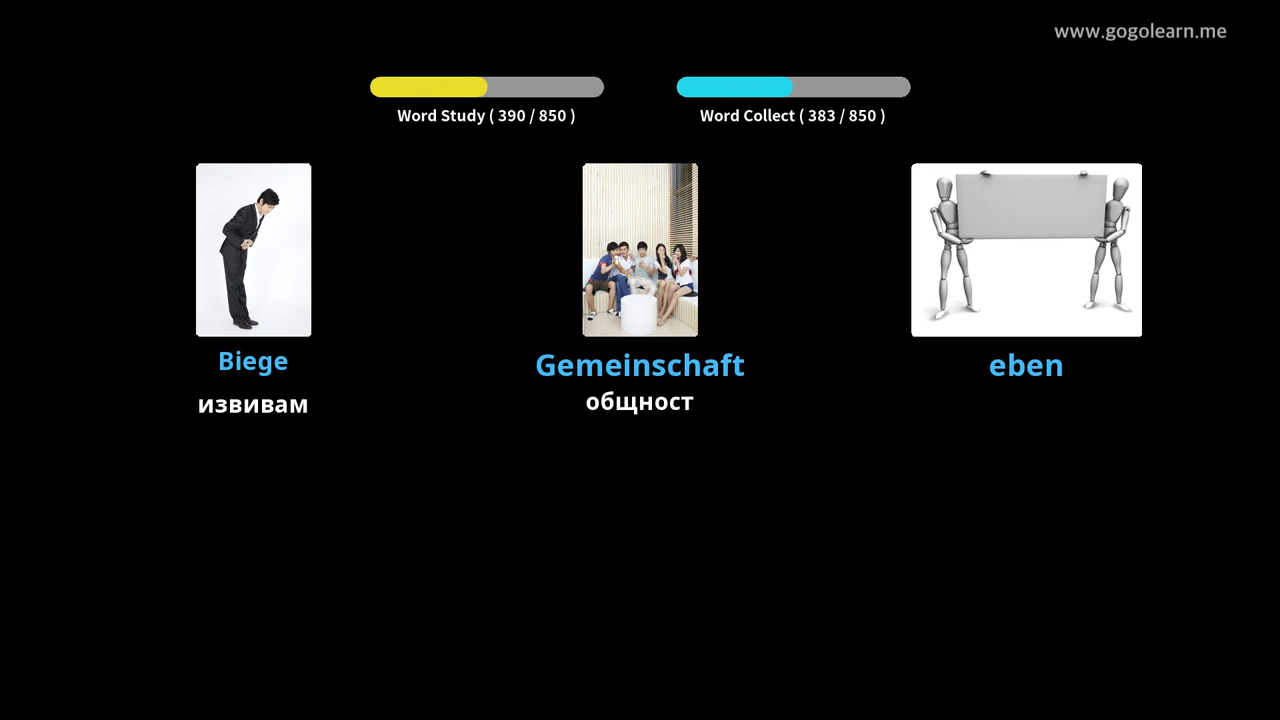 www.gogolearn.me
Word Study ( 390 / 850 )
Word Collect ( 383 / 850 )
Biege
извивам
Gemeinschaft
общност
eben